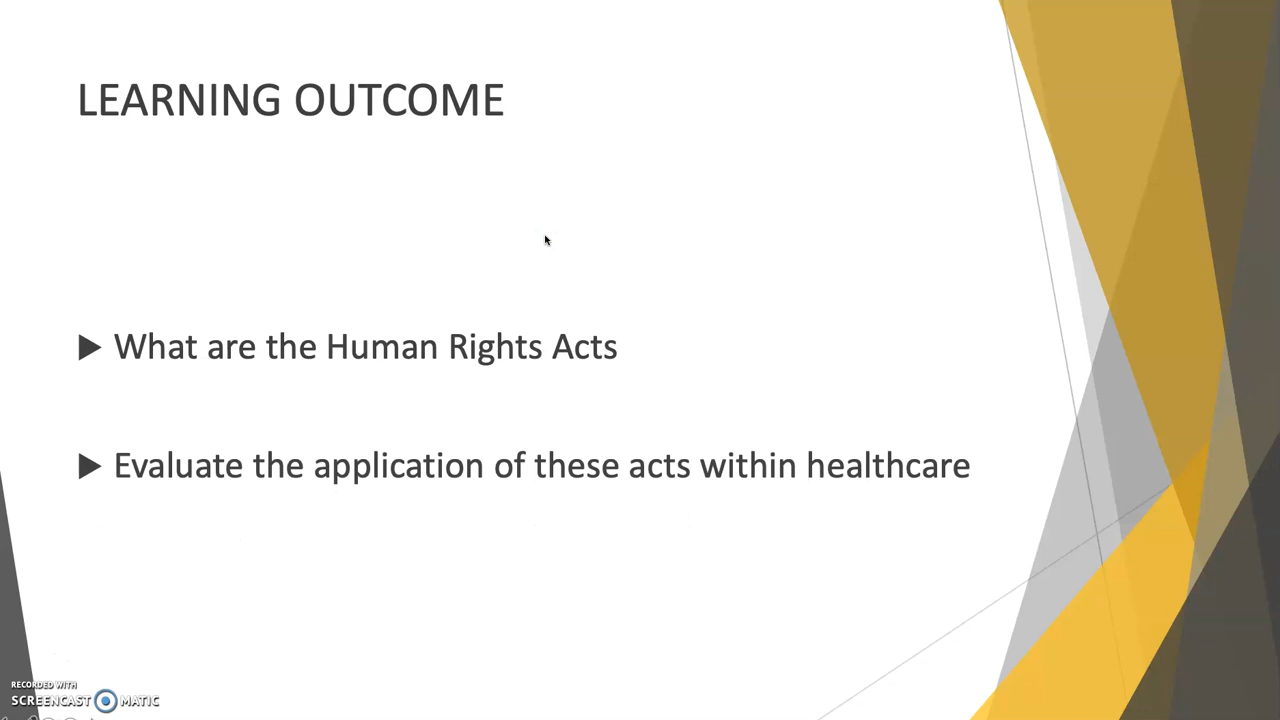 LEARNING OUTCOME
What are the Human Rights Acts
Evaluate the application of these acts within healthcare
RECORDED WITH
SCREENCAST MATIC